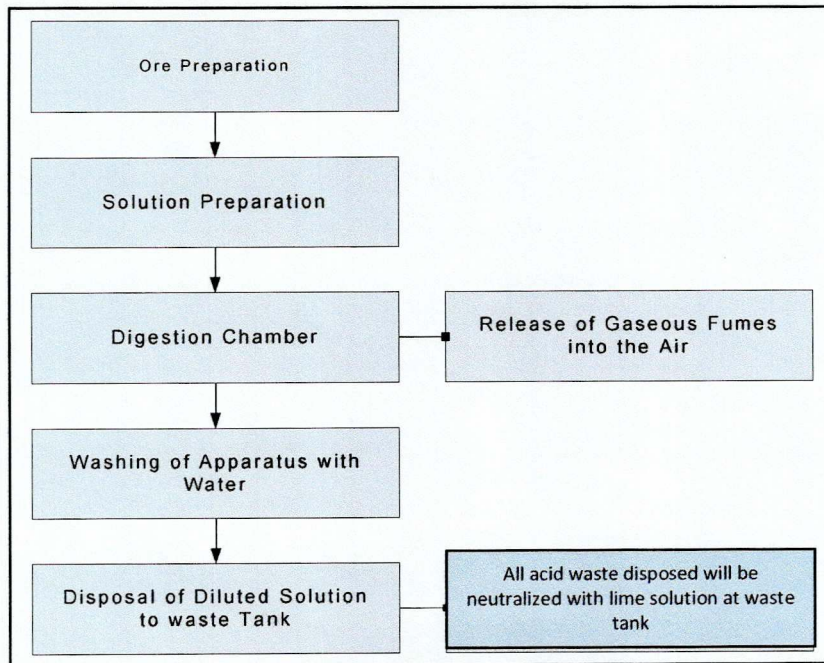 Ore Preparation
Solution Preparation
Digestion Chamber
Release of Gaseous Fumes
into the Air
Washing of Apparatus with
Water
Disposal of Diluted Solution
to waste Tank
All acid waste disposed will be
neutralized with lime solution at waste
tank